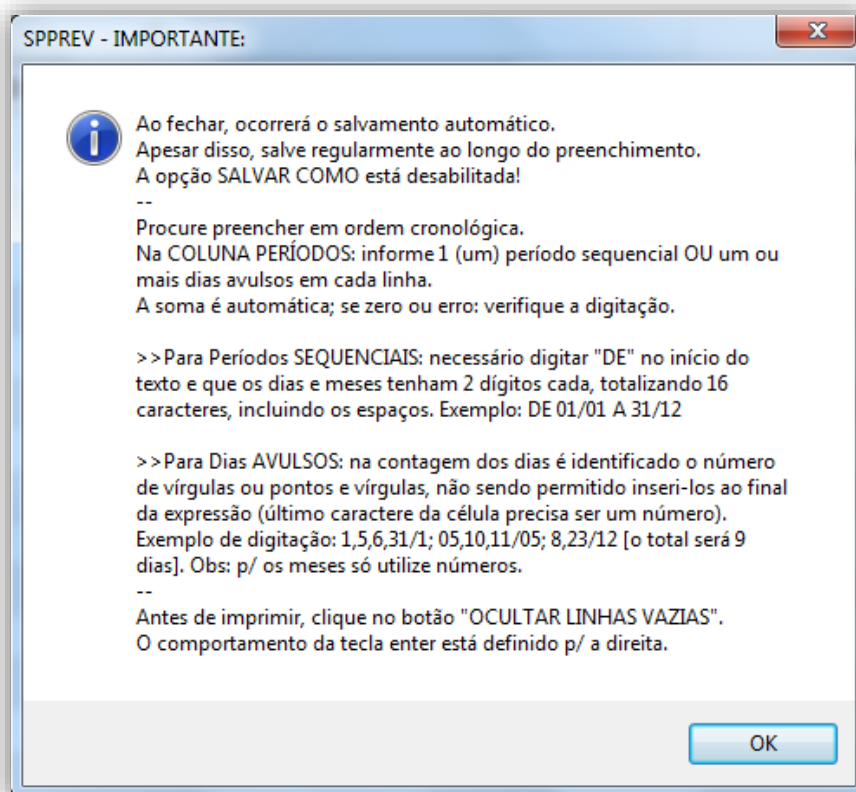 SPPREV - IMPORTANTE:
Ao fechar, ocorrerá o salvamento automático.
Apesar disso, salve regularmente ao longo do preenchimento.
A opção SALVAR COMO está desabilitada!
--
Procure preencher em ordem cronológica.
Na COLUNA PERÍODOS: informe 1 (um) período sequencial OU um ou
mais dias avulsos em cada linha.
A soma é automática; se zero ou erro: verifique a digitação.
>>Para Períodos SEQUENCIAIS: necessário digitar "DE" no início do
texto e que os dias e meses tenham 2 dígitos cada, totalizando 16
caracteres, incluindo os espaços. Exemplo: DE 01/01 A 31/12
>>Para Dias AVULSOS: na contagem dos dias é identificado o número
de vírgulas ou pontos e vírgulas, não sendo permitido inseri-los ao final
da expressão (último caractere da célula precisa ser um número).
Exemplo de digitação: 1,5,6,31/1; 05,10,11/05; 8,23/12 [o total será 9
dias]. Obs: p/ os meses só utilize números.
--
Antes de imprimir, clique no botão "OCULTAR LINHAS VAZIAS".
O comportamento da tecla enter está definido p/ a direita.
OK